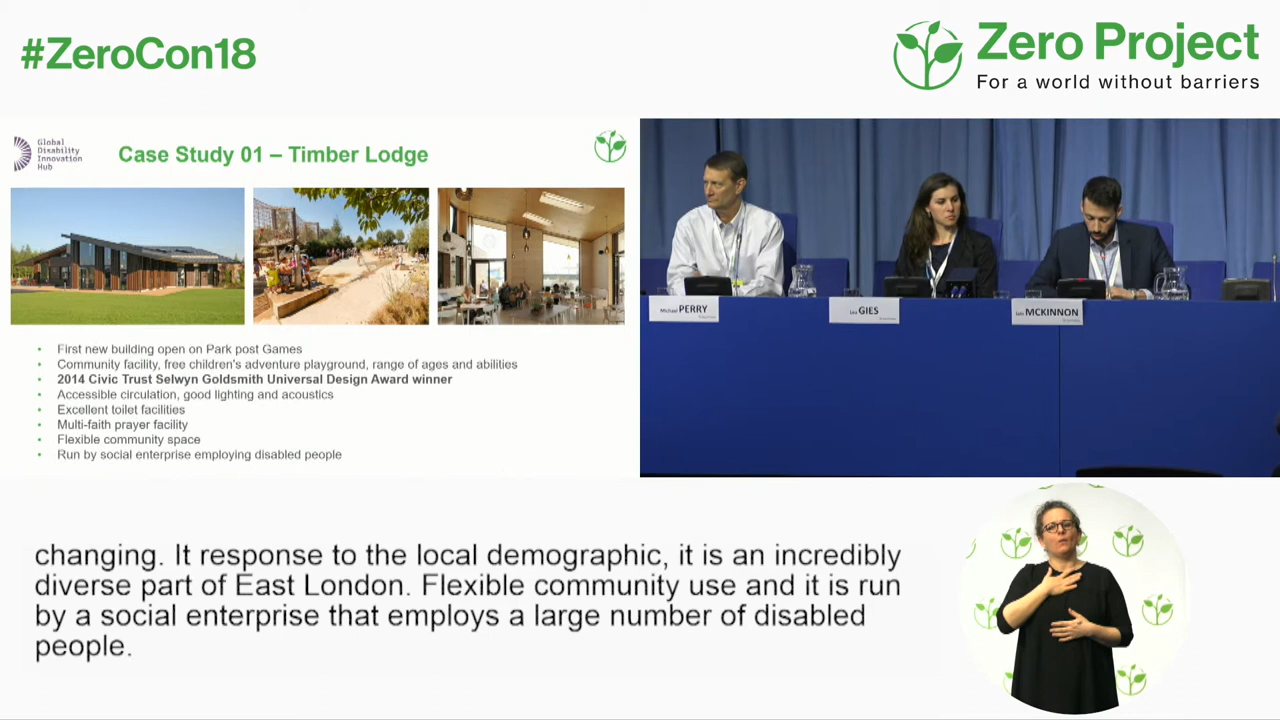 #ZeroCon18
Zero Project
For a world without barriers
Global
Disability
Innovation
Hub
Case Study 01 – Timber Lodge
• First new building open on Park post Games
• Community facility, free children's adventure playground, range of ages and abilities
• 2014 Civic Trust Selwyn Goldsmith Universal Design Award winner
• Accessible circulation, good lighting and acoustics
• Excellent toilet facilities
• Multi-faith prayer facility
• Flexible community space
• Run by social enterprise employing disabled people
Michael PERRY
Lea GIES
Iain MCKINNON
changing. It response to the local demographic, it is an incredibly
diverse part of East London. Flexible community use and it is run
by a social enterprise that employs a large number of disabled
people.